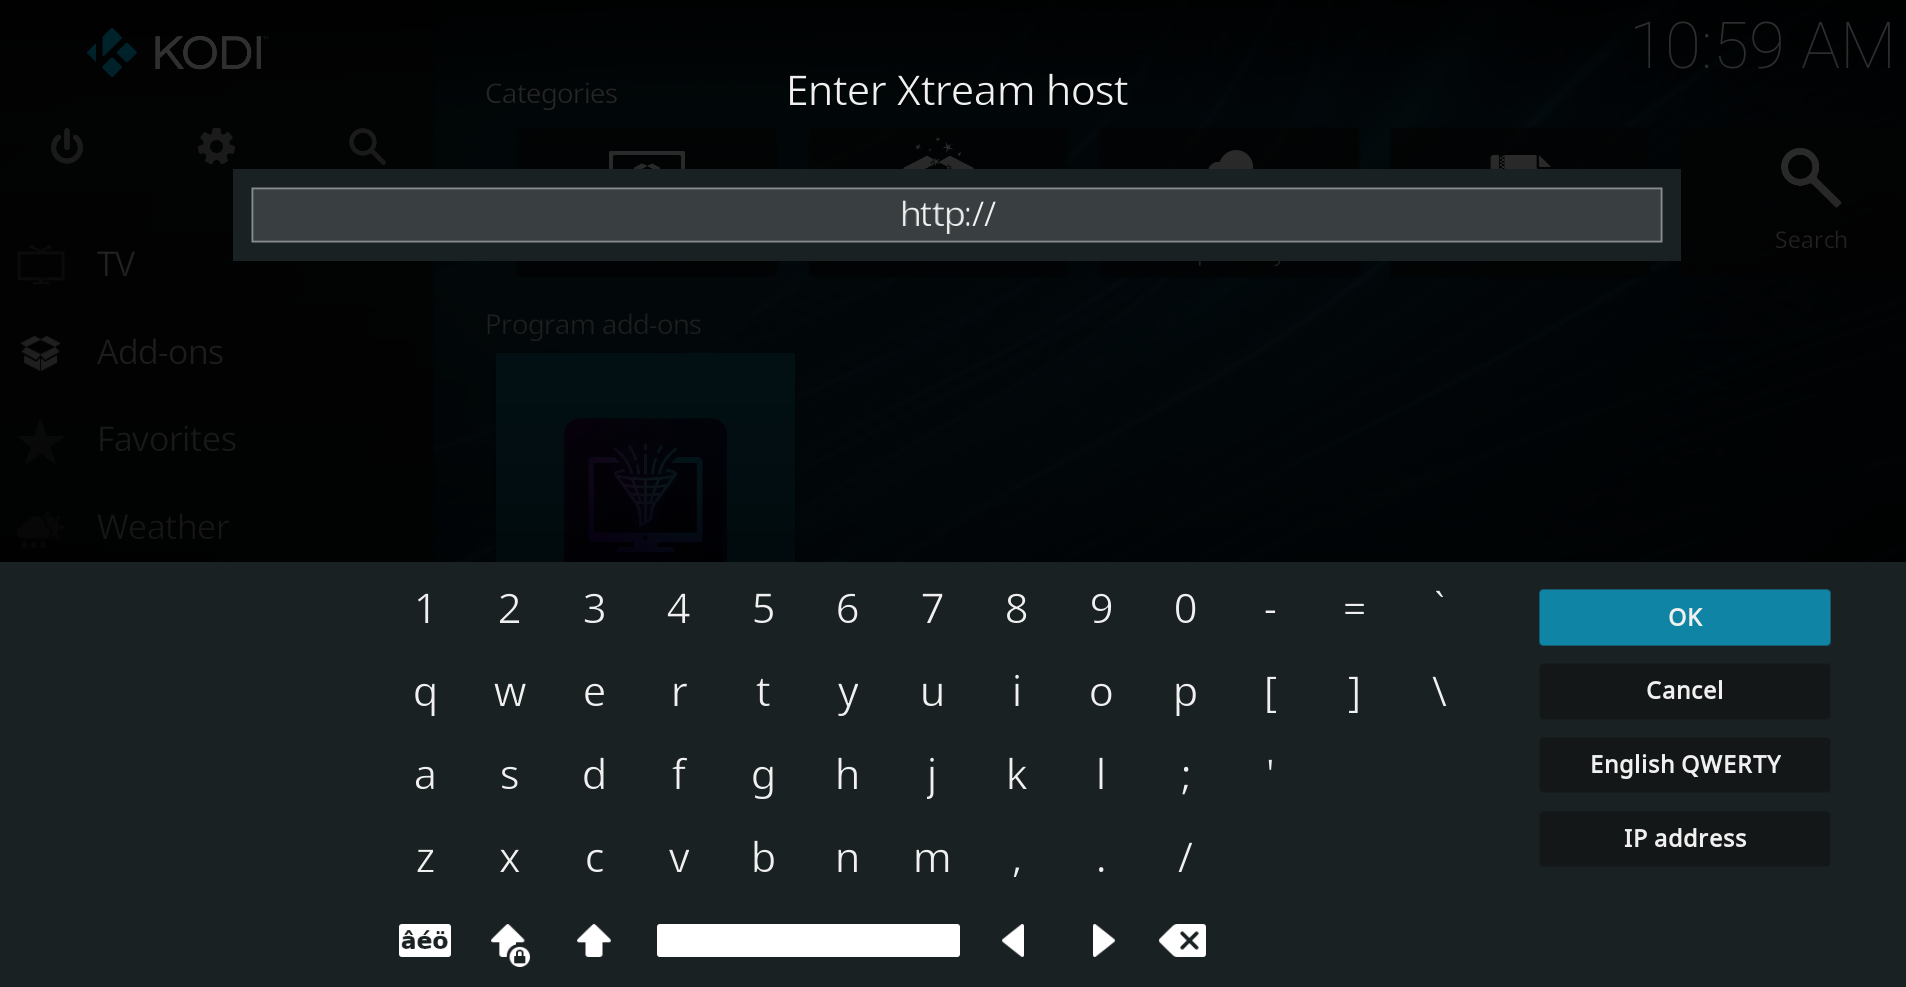 KODI
10:59 AM
Categories
Enter Xtream host
http://
Search
TV
Add-ons
Favorites
Weather
Program add-ons
1 2 3 4 5 6 7 8 9 0 - = `
q w e r t y u i o p [ ] \
a s d f g h j k l ; '
z x c v b n m , . /
âéö
OK
Cancel
English QWERTY
IP address